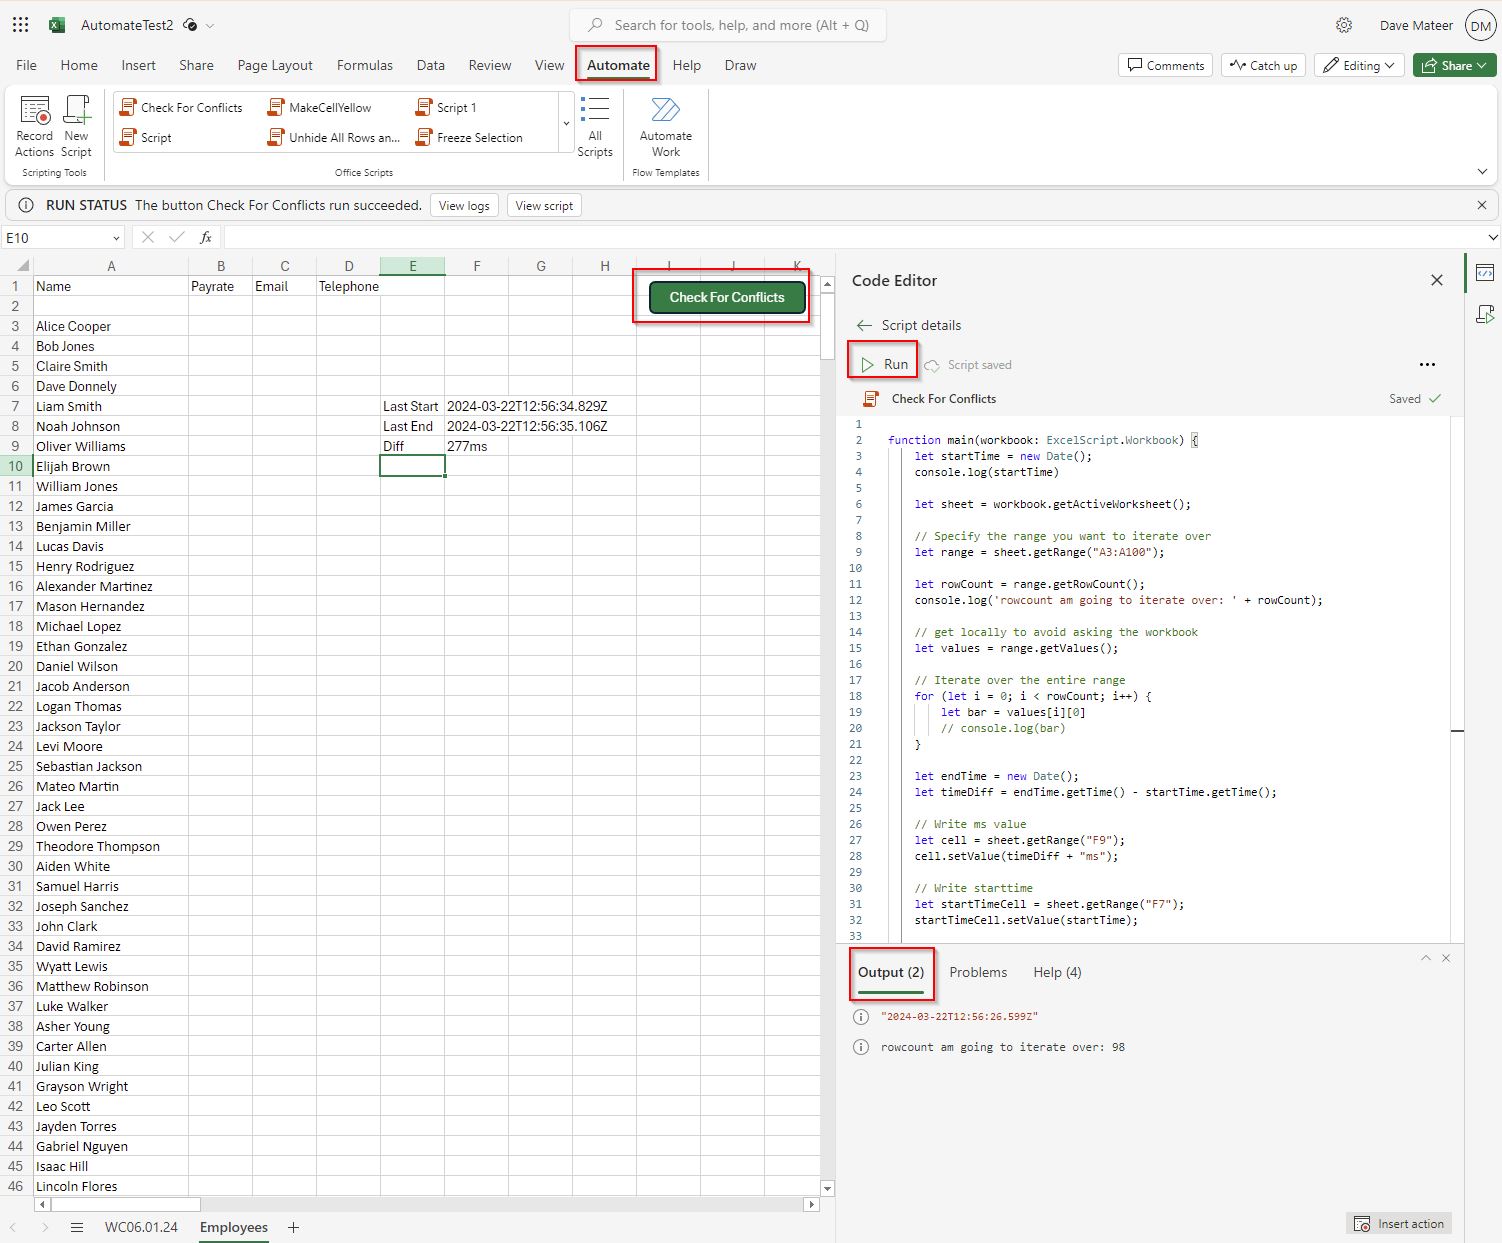 AutomateTest2
Search for tools, help, and more (Alt + Q)
Dave Mateer
DM
File Home Insert Share Page Layout Formulas Data Review View Automate Help Draw
Comments Catch up Editing Share
Record Actions
New Script
Scripting Tools
Check For Conflicts MakeCellYellow Script 1
Script Unhide All Rows an... Freeze Selection
Office Scripts
All Scripts
Automate Work
Flow Templates
RUN STATUS The button Check For Conflicts run succeeded. View logs View script
E10
fx
A B C D E F G H I J K
1 Name Payrate Email Telephone
Check For Conflicts
2
3 Alice Cooper
4 Bob Jones
5 Claire Smith
6 Dave Donnely
7 Liam Smith Last Start 2024-03-22T12:56:34.829Z
8 Noah Johnson Last End 2024-03-22T12:56:35.106Z
9 Oliver Williams Diff 277ms
10 Elijah Brown
11 William Jones
12 James Garcia
13 Benjamin Miller
14 Lucas Davis
15 Henry Rodriguez
16 Alexander Martinez
17 Mason Hernandez
18 Michael Lopez
19 Ethan Gonzalez
20 Daniel Wilson
21 Jacob Anderson
22 Logan Thomas
23 Jackson Taylor
24 Levi Moore
25 Sebastian Jackson
26 Mateo Martin
27 Jack Lee
28 Owen Perez
29 Theodore Thompson
30 Aiden White
31 Samuel Harris
32 Joseph Sanchez
33 John Clark
34 David Ramirez
35 Wyatt Lewis
36 Matthew Robinson
37 Luke Walker
38 Asher Young
39 Carter Allen
40 Julian King
41 Grayson Wright
42 Leo Scott
43 Jayden Torres
44 Gabriel Nguyen
45 Isaac Hill
46 Lincoln Flores
WC06.01.24 Employees
Code Editor
Script details
Run Script saved
Check For Conflicts Saved
1
2 function main(workbook: ExcelScript.Workbook) {
3 let startTime = new Date();
4 console.log(startTime)
5
6 let sheet = workbook.getActiveWorksheet();
7
8 // Specify the range you want to iterate over
9 let range = sheet.getRange("A3:A100");
10
11 let rowCount = range.getRowCount();
12 console.log('rowcount am going to iterate over: ' + rowCount);
13
14 // get locally to avoid asking the workbook
15 let values = range.getValues();
16
17 // Iterate over the entire range
18 for (let i = 0; i < rowCount; i++) {
19 let bar = values[i][0]
20 // console.log(bar)
21 }
22
23 let endTime = new Date();
24 let timeDiff = endTime.getTime() - startTime.getTime();
25
26 // Write ms value
27 let cell = sheet.getRange("F9");
28 cell.setValue(timeDiff + "ms");
29
30 // Write starttime
31 let startTimeCell = sheet.getRange("F7");
32 startTimeCell.setValue(startTime);
33
Output (2) Problems Help (4)
"2024-03-22T12:56:26.599Z"
rowcount am going to iterate over: 98
Insert action